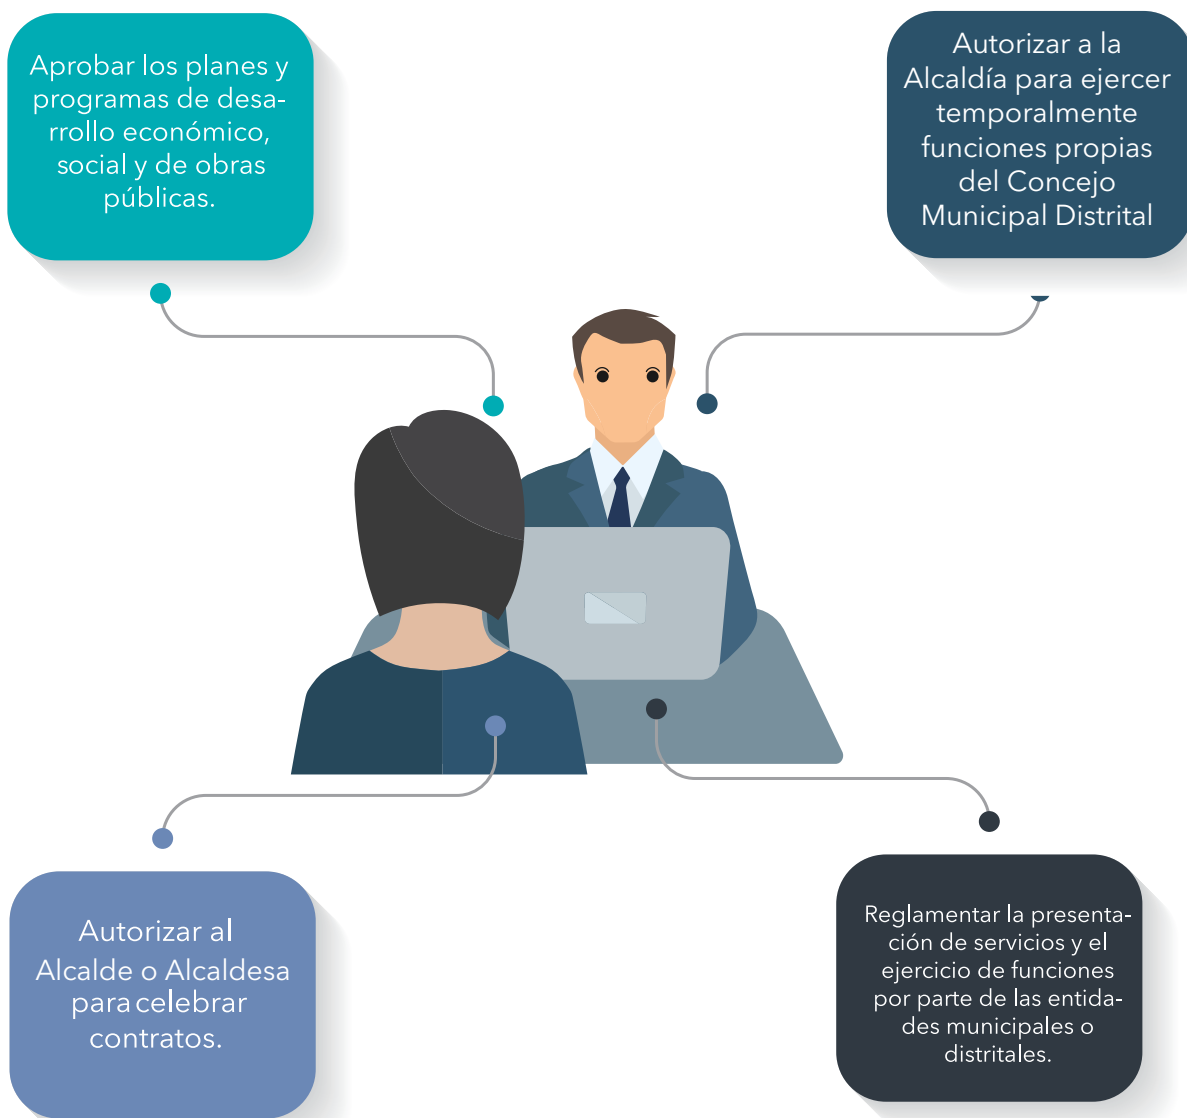 Aprobar los planes y
programas de desa-
rrollo económico,
social y de obras
públicas.
Autorizar a la
Alcaldía para ejercer
temporalmente
funciones propias
del Concejo
Municipal Distrital
Autorizar al
Alcalde o Alcaldesa
para celebrar
contratos.
Reglamentar la presenta-
ción de servicios y el
ejercicio de funciones
por parte de las entida-
des municipales o
distritales.